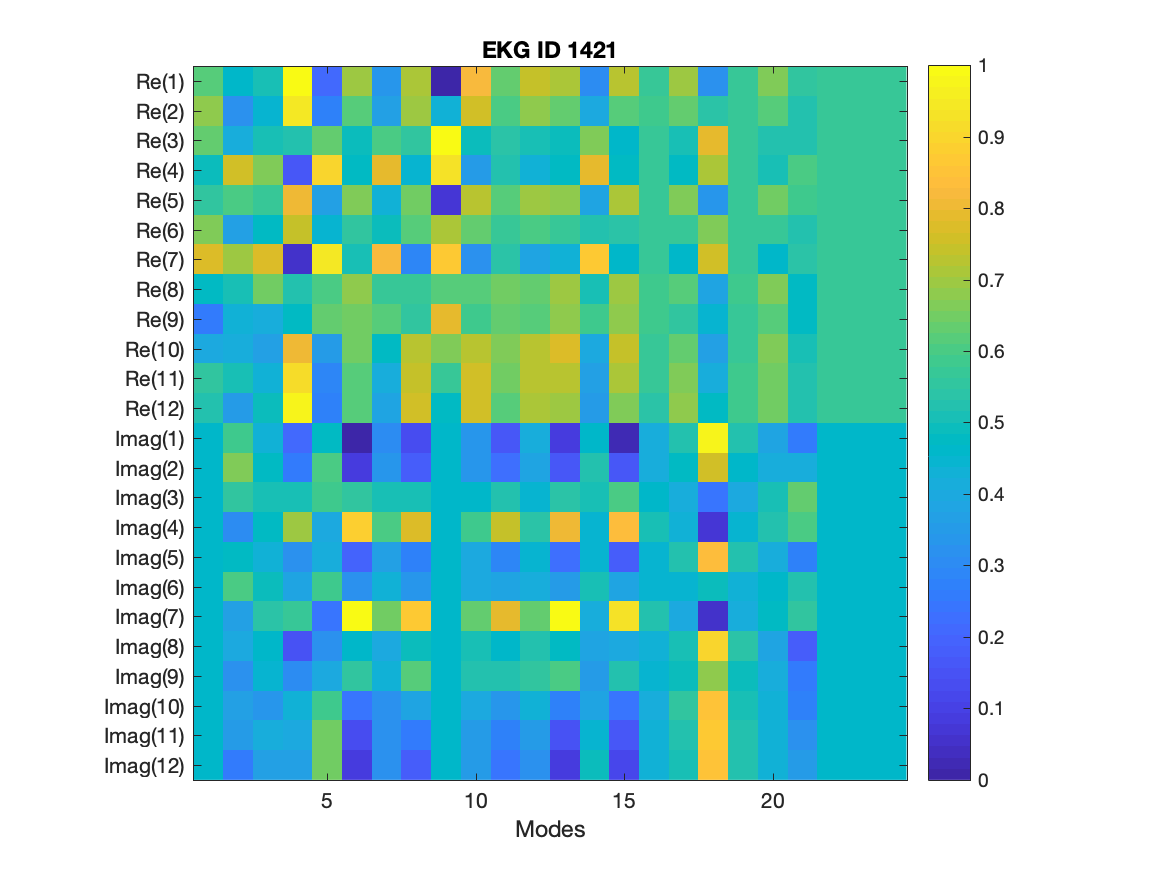 EKG ID 1421
Re(1)
Re(2)
Re(3)
Re(4)
Re(5)
Re(6)
Re(7)
Re(8)
Re(9)
Re(10)
Re(11)
Re(12)
Imag(1)
Imag(2)
Imag(3)
Imag(4)
Imag(5)
Imag(6)
Imag(7)
Imag(8)
Imag(9)
Imag(10)
Imag(11)
Imag(12)
5 10 15 20
Modes
1
0.9
0.8
0.7
0.6
0.5
0.4
0.3
0.2
0.1
0